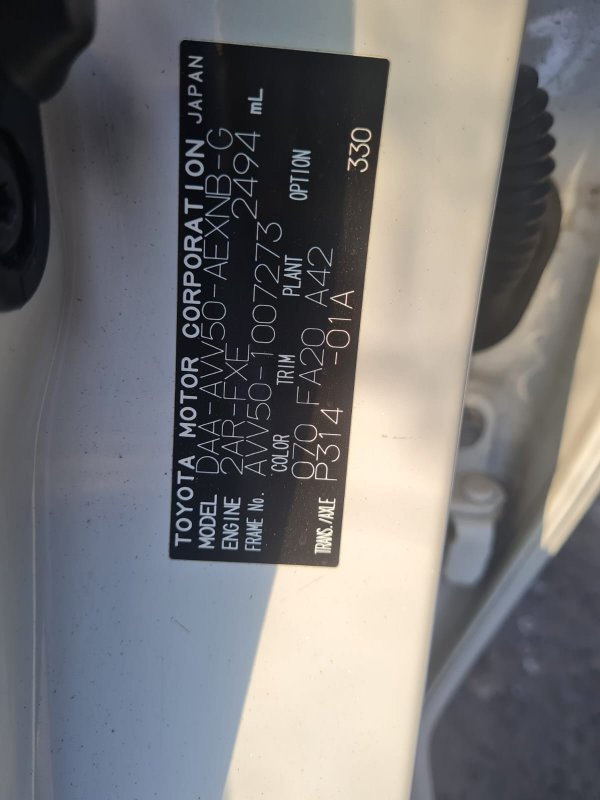 TOYOTA MOTOR CORPORATION JAPAN
MODEL DAA-AVV50-AEXNB-G
ENGINE 2AR-FXE 2494 mL
FRAME No. AVV50-1007273
COLOR TRIM PLANT OPTION
070 FA20 A42
TRANS./AXLE P314 -01A 330